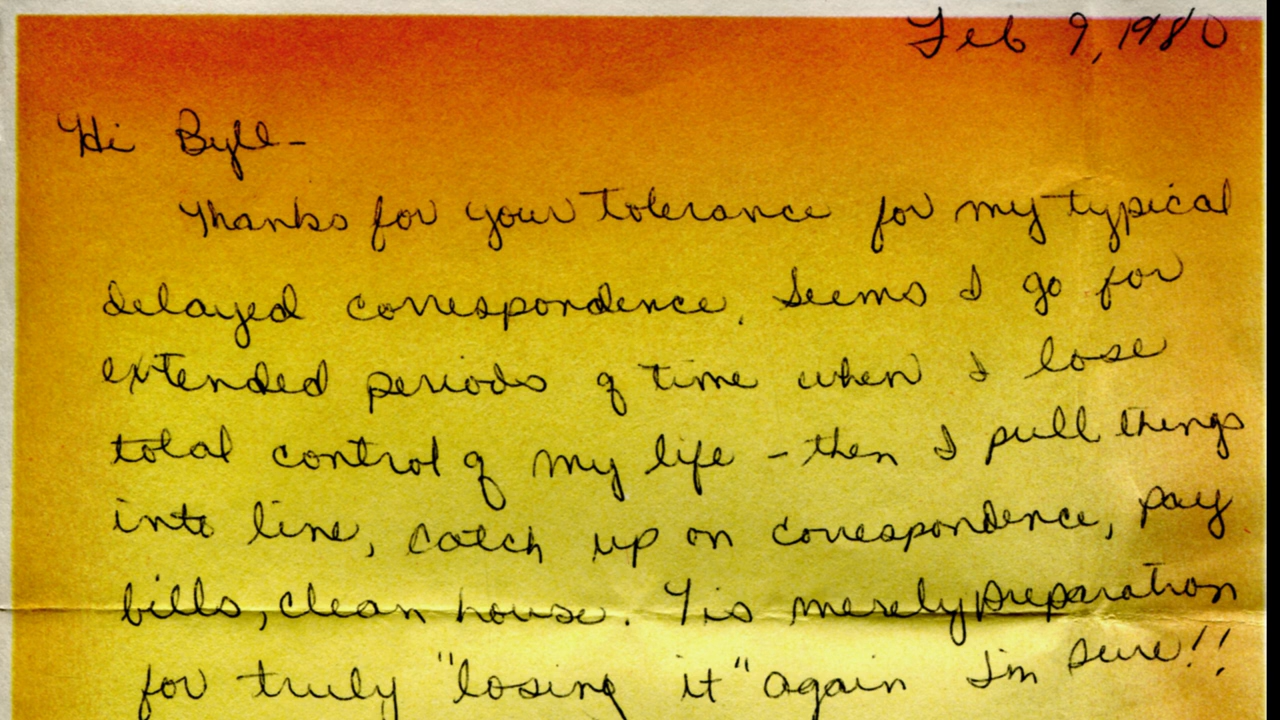 Feb 9, 1980
Hi Byll-
Thanks for your tolerance for my typical
delayed correspondence. Seems I go for
extended periods of time when I lose
total control of my life - then I pull things
into line, catch up on correspondence, pay
bills, clean house. Tis merely preparation
for truly "losing it" again I'm sure!!